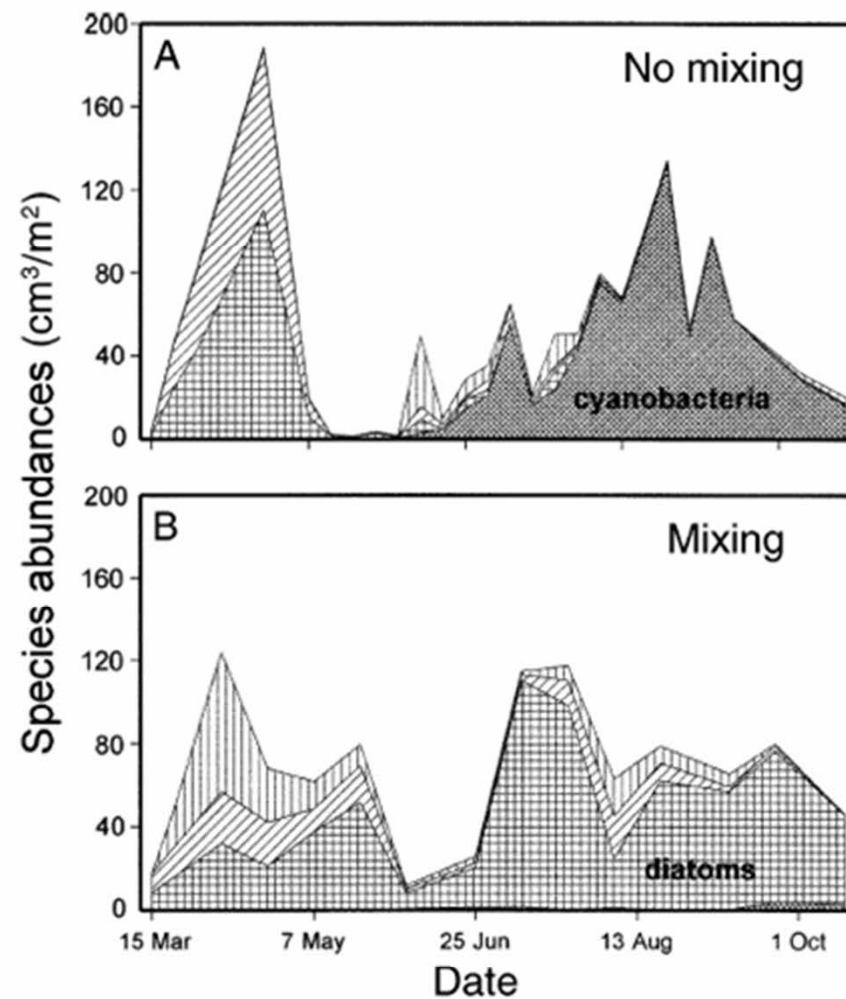 Species abundances (cm³/m²)
A
No mixing
200
160
120
80
40
0
cyanobacteria
B
Mixing
200
160
120
80
40
0
diatoms
15 Mar
7 May
25 Jun
13 Aug
1 Oct
Date